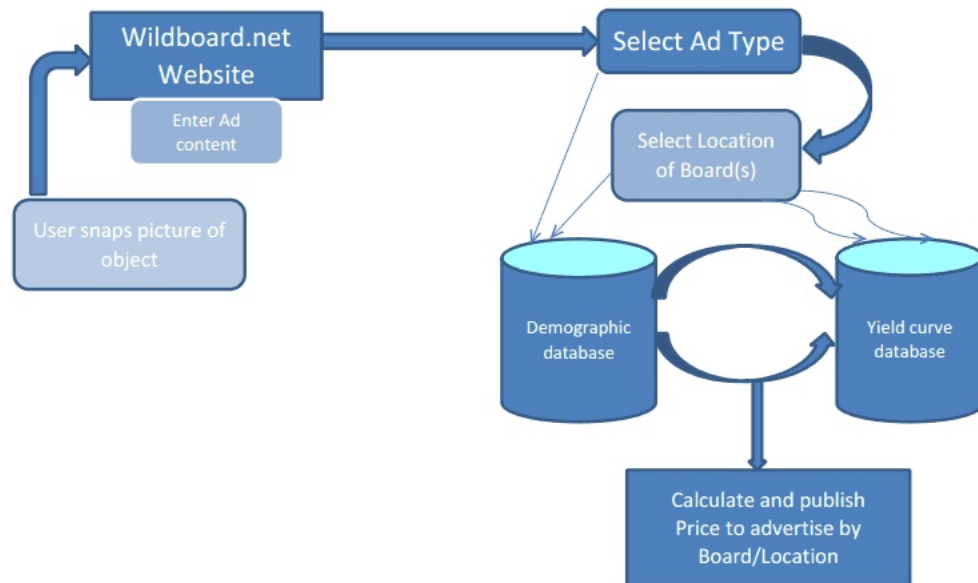 Wildboard.net
Website
Enter Ad
content
User snaps picture of
object
Select Ad Type
Select Location
of Board(s)
Demographic
database
Yield curve
database
Calculate and publish
Price to advertise by
Board/Location